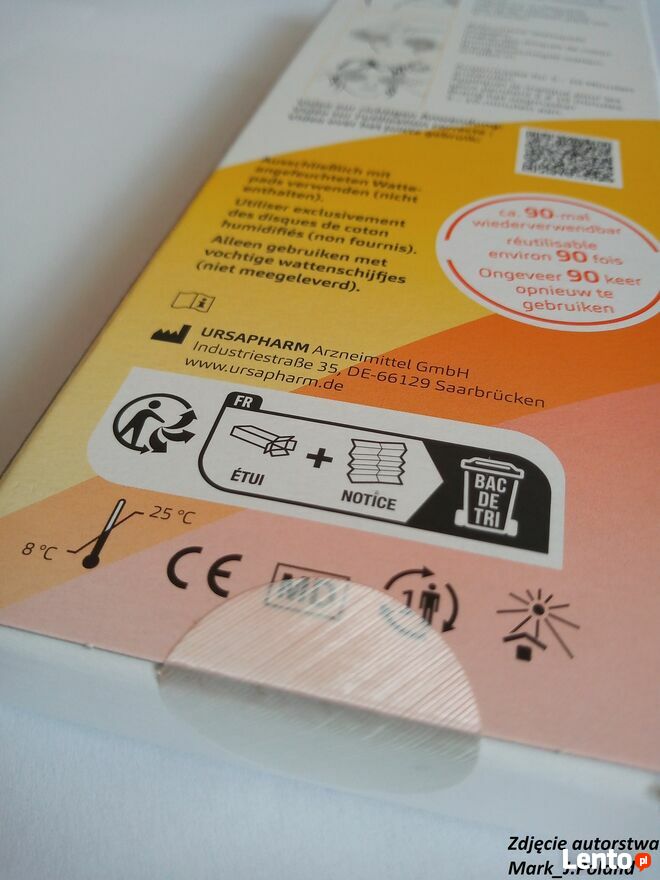 Ausschließlich mit
angefeuchteten Watte-
pads verwenden (nicht
enthalten).
Utiliser exclusivement
des disques de coton
humidifiés (non fournis).
Alleen gebruiken met
vochtige wattenschijfjes
(niet meegeleverd).
ca. 90-mal
wiederverwendbar
réutilisable
environ 90 fois
Ongeveer 90 keer
opnieuw te
gebruiken
URSAPHARM Arzneimittel GmbH
Industriestraße 35, DE-66129 Saarbrücken
www.ursapharm.de
FR
ÉTUI
+
NOTICE
BAC
DE
TRI
25 °C
8 °C
CE
MD
1
Zdjęcie autorstwa
Mark_J.Poland
Lento.pl